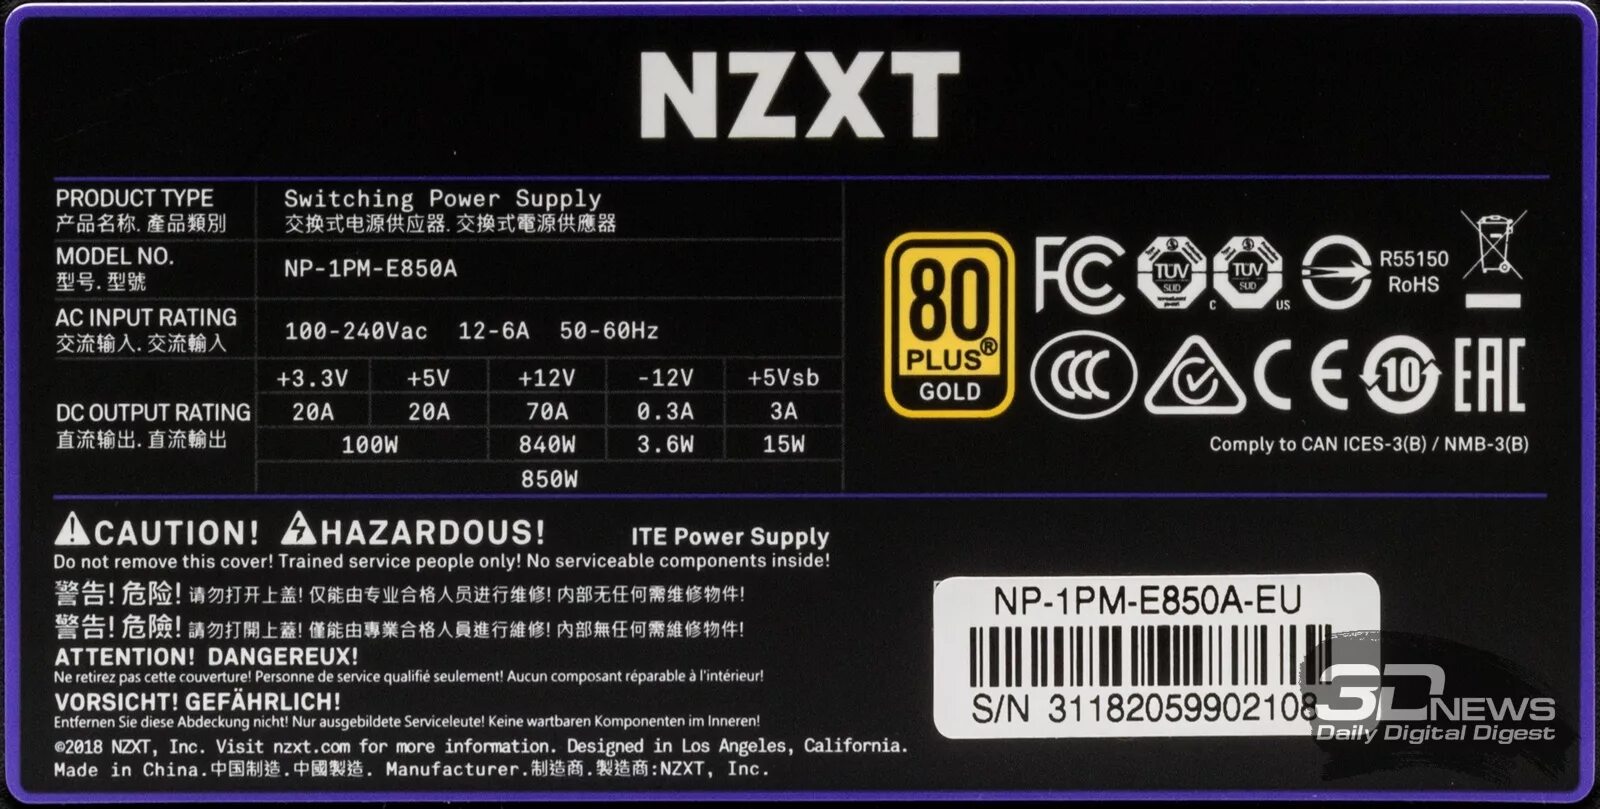 NZXT
PRODUCT TYPE
产品名称. 產品類別
Switching Power Supply
交换式电源供应器. 交換式電源供應器
MODEL NO.
型号. 型號
NP-1PM-E850A
AC INPUT RATING
交流输入. 交流輸入
100-240Vac 12-6A 50-60Hz
DC OUTPUT RATING
直流输出. 直流輸出
+3.3V +5V +12V -12V +5Vsb
20A 20A 70A 0.3A 3A
100W 840W 3.6W 15W
850W
80
PLUS®
GOLD
FC
TÜV
SÜD
TÜV
SÜD
C US
R55150
RoHS
CCC
CE
10
EAC
Comply to CAN ICES-3(B) / NMB-3(B)
CAUTION! HAZARDOUS! ITE Power Supply
Do not remove this cover! Trained service people only! No serviceable components inside!
警告! 危险! 请勿打开上盖! 仅能由专业合格人员进行维修! 内部无任何需维修物件!
警告! 危險! 請勿打開上蓋! 僅能由專業合格人員進行維修! 內部無任何需維修物件!
ATTENTION! DANGEREUX!
Ne retirez pas cette couverture! Personne de service qualifié seulement! Aucun composant réparable à l'intérieur!
VORSICHT! GEFÄHRLICH!
Entfernen Sie diese Abdeckung nicht! Nur ausgebildete Serviceleute! Keine wartbaren Komponenten im Inneren!
©2018 NZXT, Inc. Visit nzxt.com for more information. Designed in Los Angeles, California.
Made in China.中国制造.中國製造. Manufacturer.制造商.製造商:NZXT, Inc.
NP-1PM-E850A-EU
S/N 31182059902108
3DNEWS
Daily Digital Digest